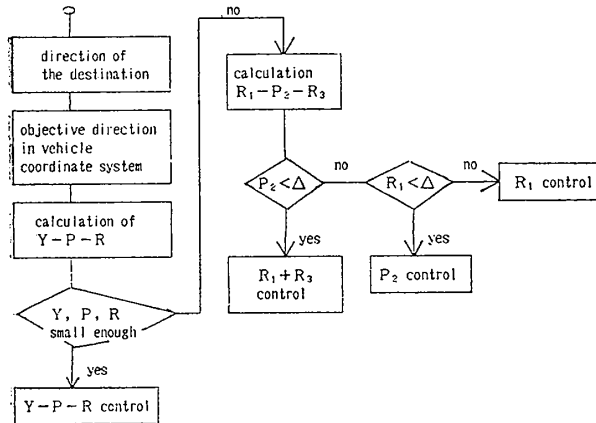 direction of
the destination
objective direction
in vehicle
coordinate system
calculation of
Y−P−R
Y, P, R
small enough
yes
Y−P−R control
no
calculation
R₁−P₂−R₃
P₂<Δ
no
R₁<Δ
no
R₁ control
yes
R₁+R₃
control
yes
P₂ control